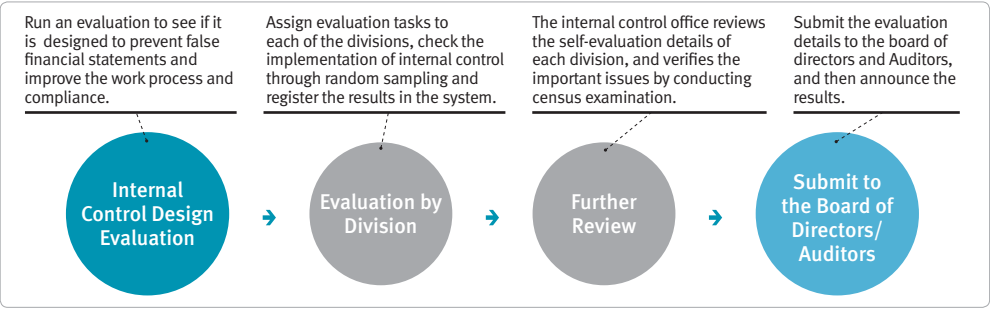 Run an evaluation to see if it
is designed to prevent false
financial statements and
improve the work process and
compliance.
Assign evaluation tasks to
each of the divisions, check the
implementation of internal control
through random sampling and
register the results in the system.
The internal control office reviews
the self-evaluation details of
each division, and verifies the
important issues by conducting
census examination.
Submit the evaluation
details to the board of
directors and Auditors,
and then announce the
results.
Internal
Control Design
Evaluation
Evaluation by
Division
Further
Review
Submit to
the Board of
Directors/
Auditors